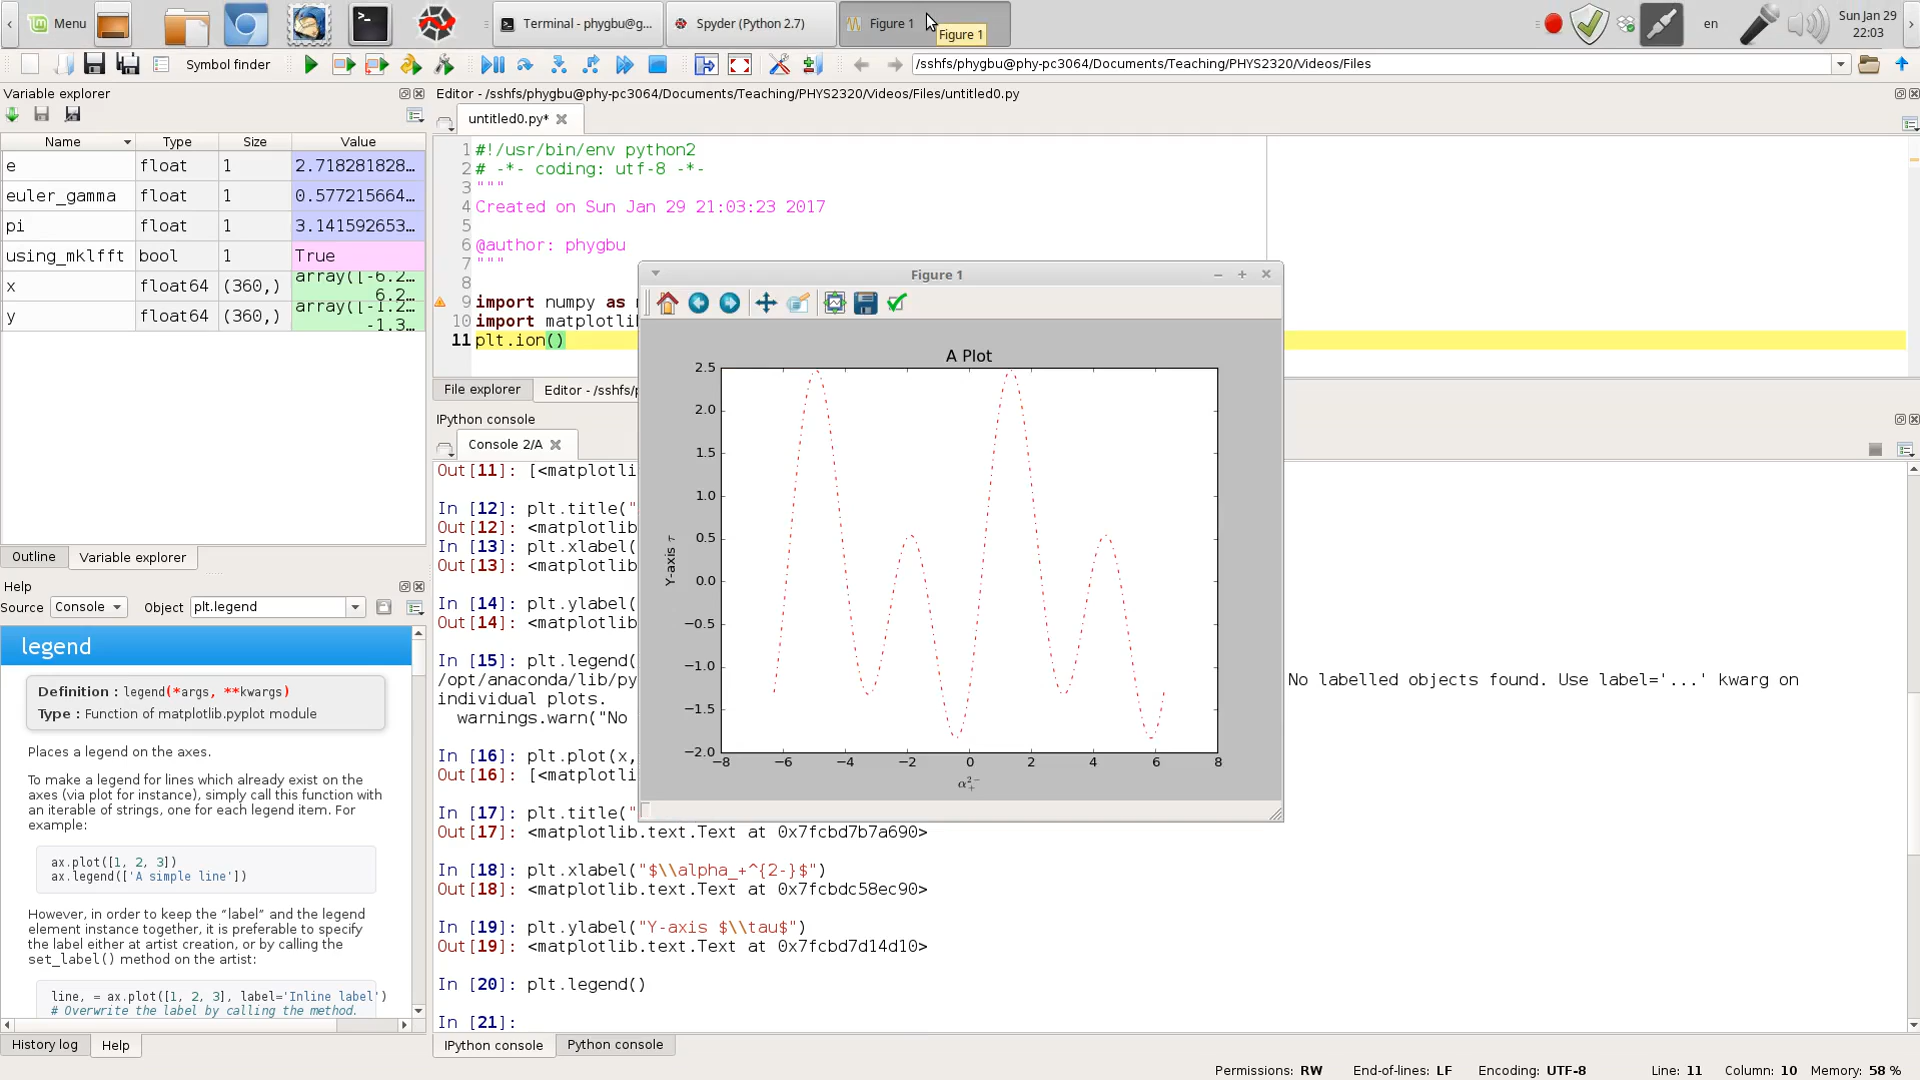 Menu
Terminal - phygbu@g...
Spyder (Python 2.7)
Figure 1
Figure 1
en
Sun Jan 29
22:03
Symbol finder
/sshfs/phygbu@phy-pc3064/Documents/Teaching/PHYS2320/Videos/Files
Variable explorer
Name Type Size Value
e float 1 2.718281828...
euler_gamma float 1 0.577215664...
pi float 1 3.141592653...
using_mklfft bool 1 True
x float64 (360,) array([-6.2...
6.2...
y float64 (360,) array([-1.2...
-1.3...
Outline Variable explorer
Help
Source Console Object plt.legend
legend
Definition : legend(*args, **kwargs)
Type : Function of matplotlib.pyplot module
Places a legend on the axes.
To make a legend for lines which already exist on the
axes (via plot for instance), simply call this function with
an iterable of strings, one for each legend item. For
example:
ax.plot([1, 2, 3])
ax.legend(['A simple line'])
However, in order to keep the “label” and the legend
element instance together, it is preferable to specify
the label either at artist creation, or by calling the
set_label() method on the artist:
line, = ax.plot([1, 2, 3], label='Inline label')
# Overwrite the label by calling the method.
History log Help
Editor - /sshfs/phygbu@phy-pc3064/Documents/Teaching/PHYS2320/Videos/Files/untitled0.py
untitled0.py*
1 #!/usr/bin/env python2
2 # -*- coding: utf-8 -*-
3 """
4 Created on Sun Jan 29 21:03:23 2017
5
6 @author: phygbu
7 """
8
9 import numpy as
10 import matplotlib
11 plt.ion()
File explorer Editor - /sshfs/
IPython console
Console 2/A
Out[11]: [<matplotli
In [12]: plt.title("
Out[12]: <matplotlib
In [13]: plt.xlabel(
Out[13]: <matplotlib
In [14]: plt.ylabel(
Out[14]: <matplotlib
In [15]: plt.legend(
/opt/anaconda/lib/py No labelled objects found. Use label='...' kwarg on
individual plots.
warnings.warn("No
In [16]: plt.plot(x,
Out[16]: [<matplotli
In [17]: plt.title("
Out[17]: <matplotlib.text.Text at 0x7fcbd7b7a690>
In [18]: plt.xlabel("$\\alpha_+^{2-}$")
Out[18]: <matplotlib.text.Text at 0x7fcbdc58ec90>
In [19]: plt.ylabel("Y-axis $\\tau$")
Out[19]: <matplotlib.text.Text at 0x7fcbd7d14d10>
In [20]: plt.legend()
In [21]:
IPython console Python console
Figure 1
A Plot
2.5
2.0
1.5
1.0
0.5
0.0
−0.5
−1.0
−1.5
−2.0
Y-axis τ
−8 −6 −4 −2 0 2 4 6 8
α₊²⁻
Permissions: RW End-of-lines: LF Encoding: UTF-8 Line: 11 Column: 10 Memory: 58 %